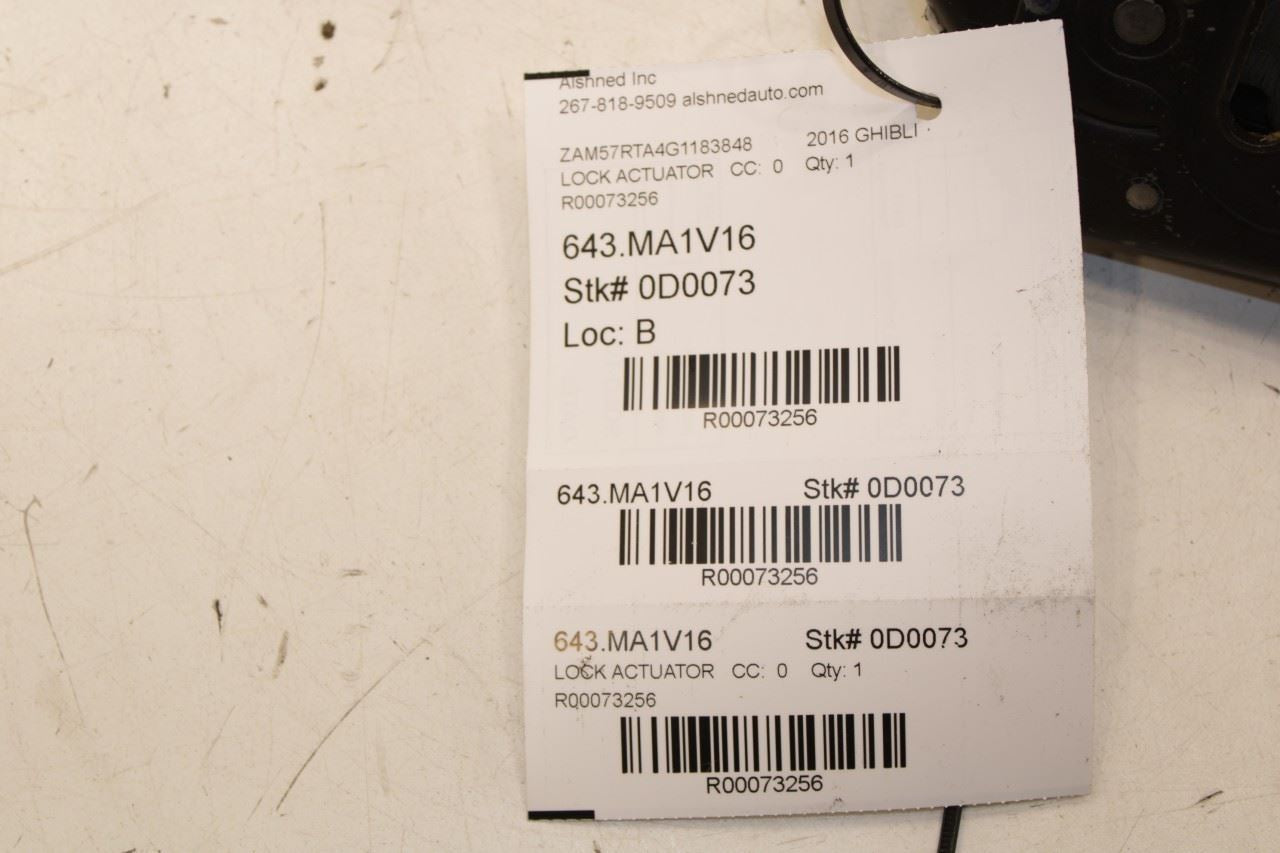 Alshned Inc
267-818-9509 alshnedauto.com
ZAM57RTA4G1183848 2016 GHIBLI
LOCK ACTUATOR CC: 0 Qty: 1
R00073256
643.MA1V16
Stk# 0D0073
Loc: B
R00073256
643.MA1V16 Stk# 0D0073
R00073256
643.MA1V16 Stk# 0D0073
LOCK ACTUATOR CC: 0 Qty: 1
R00073256
R00073256